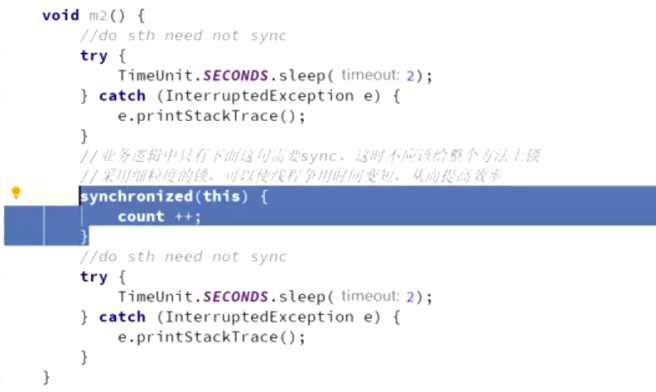 void m2() {
//do sth need not sync
try {
TimeUnit.SECONDS.sleep( timeout: 2);
} catch (InterruptedException e) {
e.printStackTrace();
}
//业务逻辑中只有下面这句需要sync，这时不应该给整个方法上锁
//采用细粒度的锁，可以使线程争用时间变短，从而提高效率
synchronized(this) {
count ++;
}
//do sth need not sync
try {
TimeUnit.SECONDS.sleep( timeout: 2);
} catch (InterruptedException e) {
e.printStackTrace();
}
}